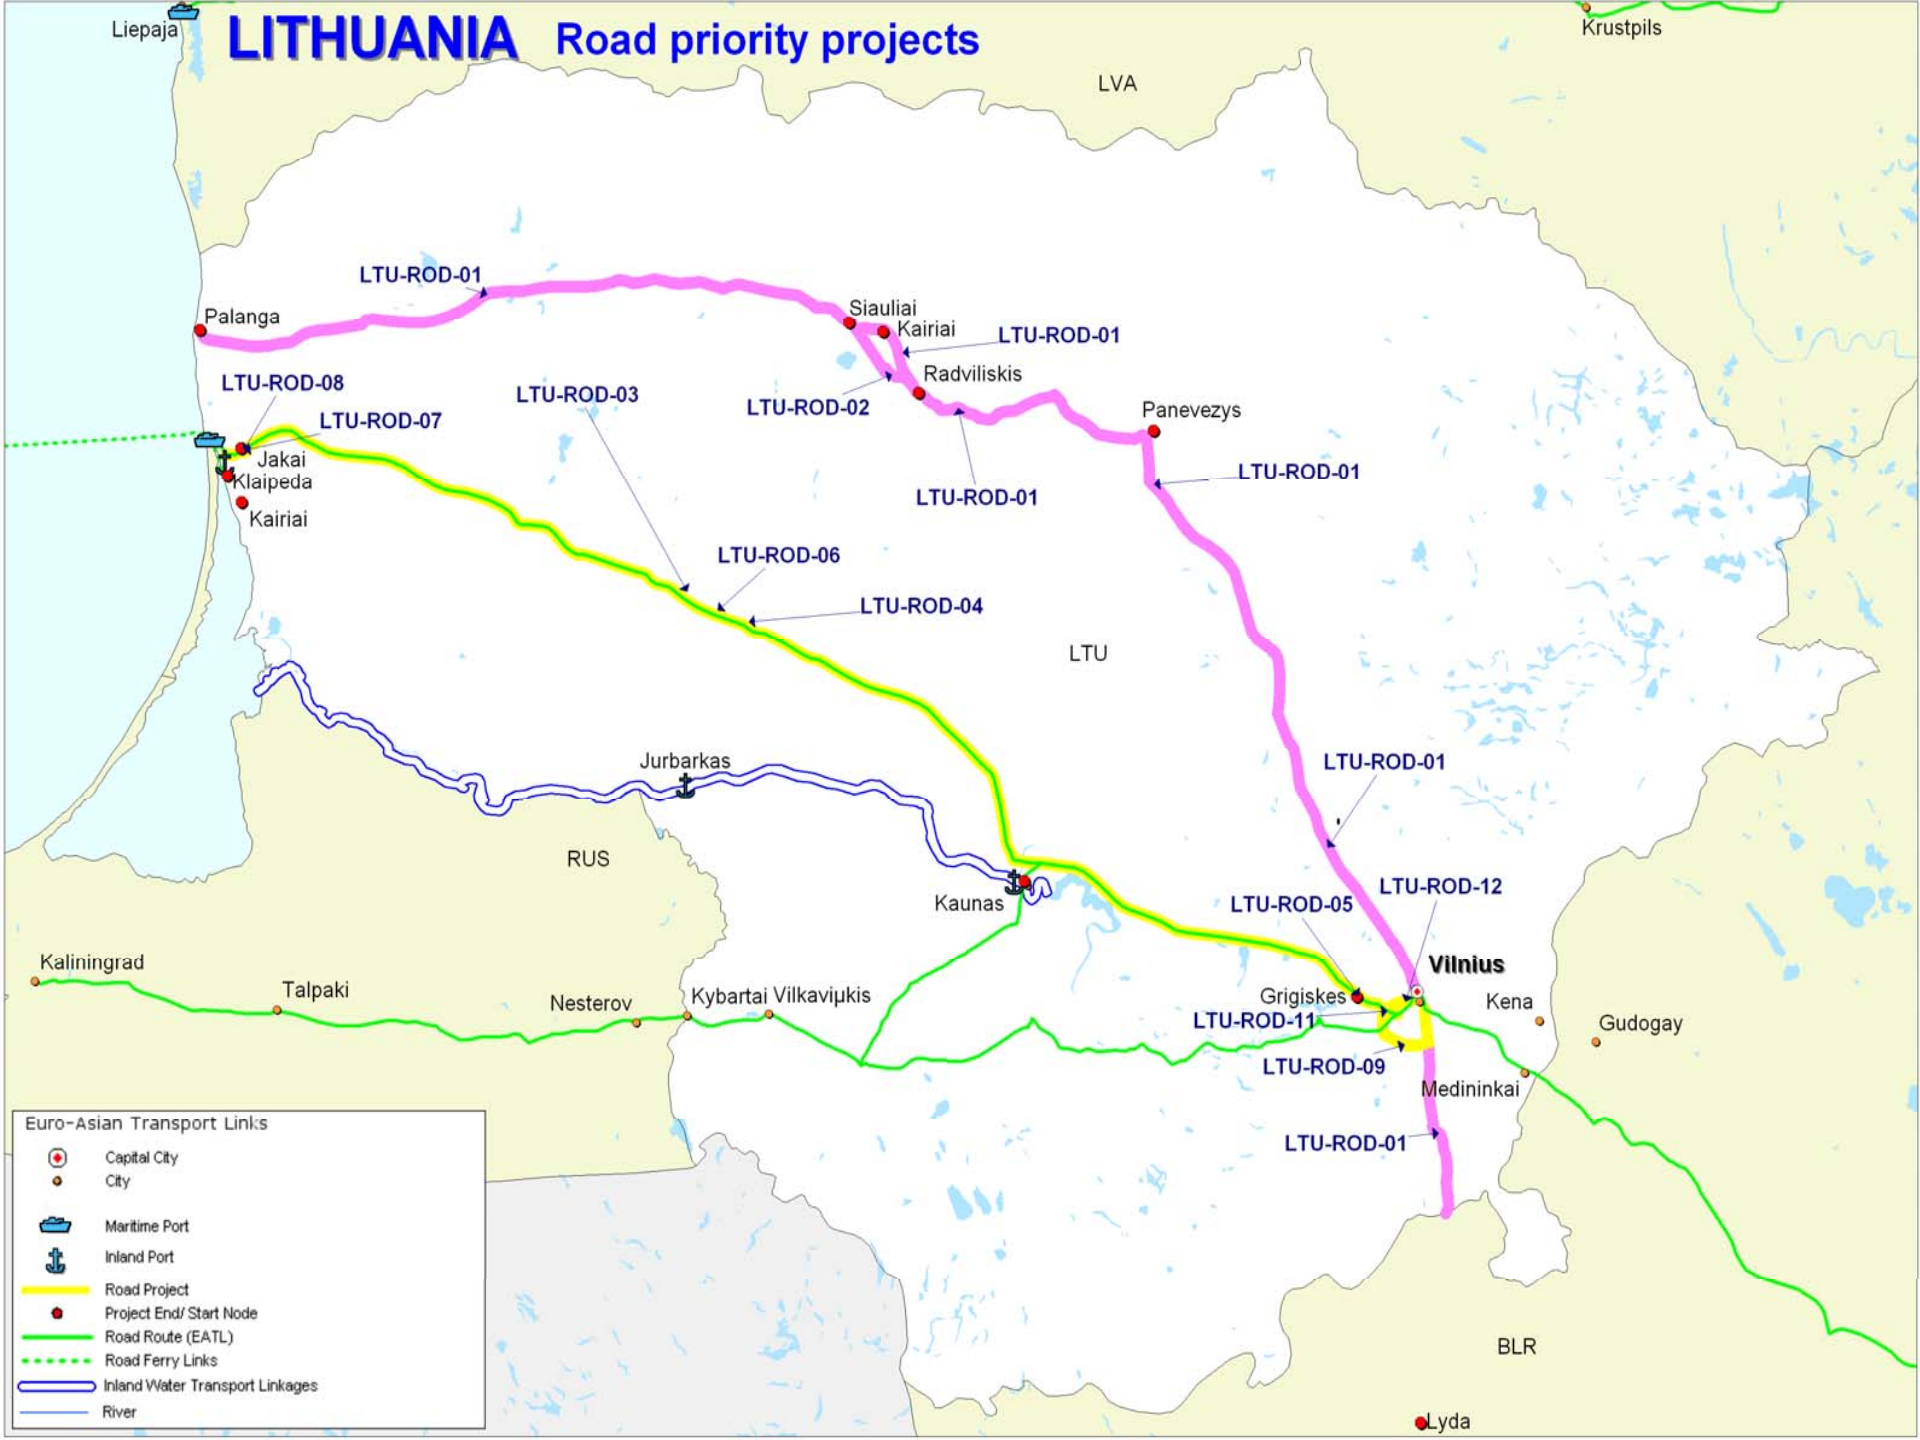 Liepaja
LITHUANIA Road priority projects
Krustpils
LVA
LTU-ROD-01
Palanga
Siauliai
Kairiai
LTU-ROD-01
LTU-ROD-08
LTU-ROD-03
Radviliskis
LTU-ROD-02
LTU-ROD-07
Panevezys
Jakai
Klaipeda
LTU-ROD-01
LTU-ROD-01
Kairiai
LTU-ROD-06
LTU-ROD-04
LTU
Jurbarkas
LTU-ROD-01
RUS
LTU-ROD-12
Kaunas
LTU-ROD-05
Kaliningrad
Vilnius
Talpaki
Nesterov
Kybartai
Vilkaviµkis
Grigiskes
Kena
LTU-ROD-11
Gudogay
LTU-ROD-09
Medininkai
LTU-ROD-01
Euro-Asian Transport Links
Capital City
City
Maritime Port
Inland Port
Road Project
Project End/ Start Node
Road Route (EATL)
Road Ferry Links
Inland Water Transport Linkages
River
BLR
Lyda